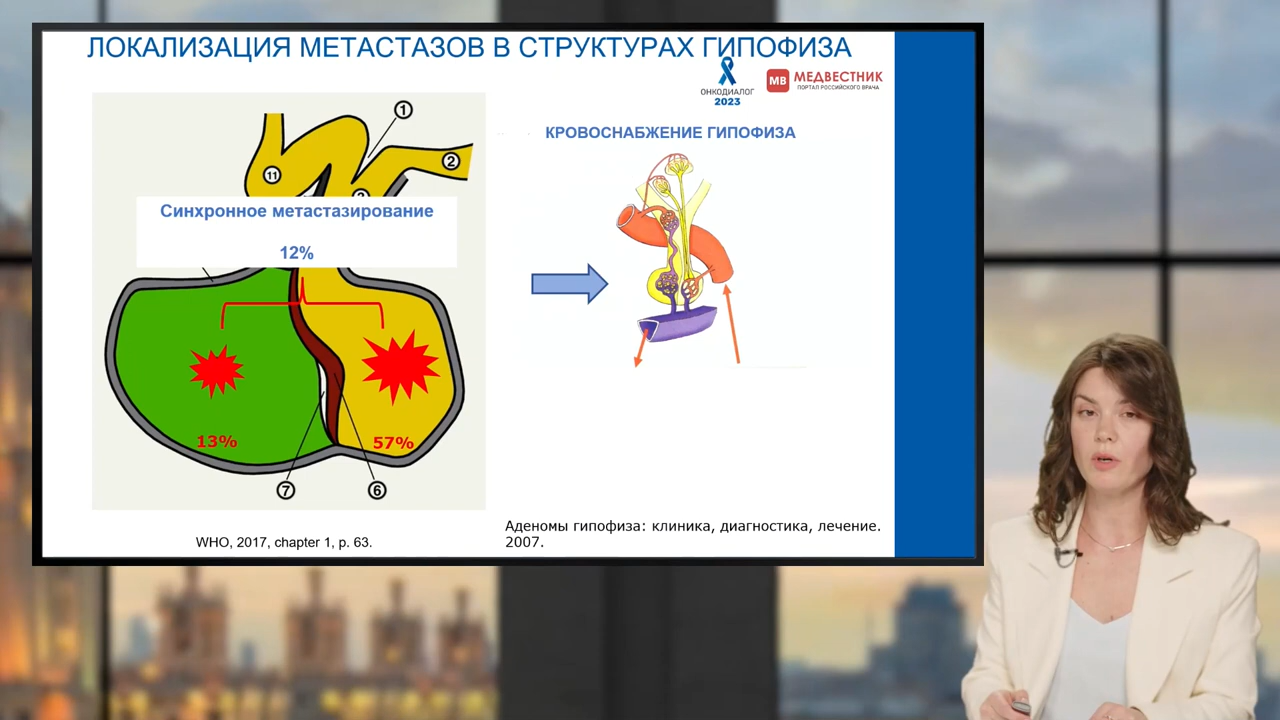 ЛОКАЛИЗАЦИЯ МЕТАСТАЗОВ В СТРУКТУРАХ ГИПОФИЗА
ОНКОДИАЛОГ
2023
МВ
МЕДВЕСТНИК
ПОРТАЛ РОССИЙСКОГО ВРАЧА
КРОВОСНАБЖЕНИЕ ГИПОФИЗА
1
2
11
Синхронное метастазирование
12%
13%
57%
7
6
WHO, 2017, chapter 1, p. 63.
Аденомы гипофиза: клиника, диагностика, лечение.
2007.